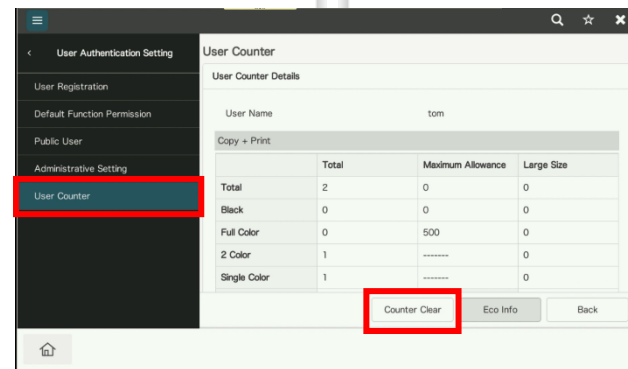 < User Authentication Setting
User Registration
Default Function Permission
Public User
Administrative Setting
User Counter
User Counter
User Counter Details
User Name tom
Copy + Print
Total Maximum Allowance Large Size
Total 2 0 0
Black 0 0 0
Full Color 0 500 0
2 Color 1 ------- 0
Single Color 1 ------- 0
Counter Clear Eco Info Back